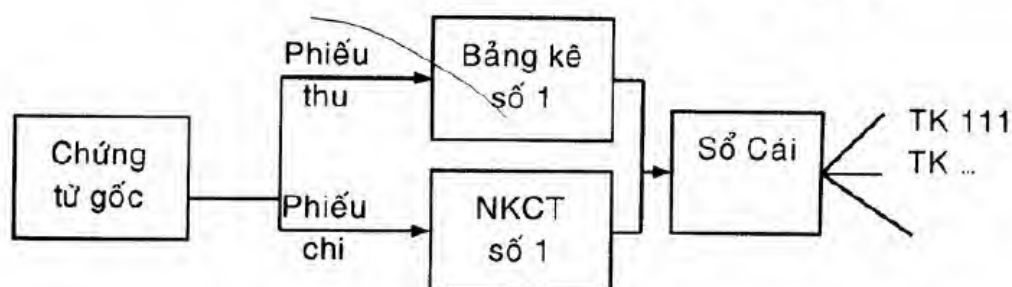 Chứng
từ gốc
Phiếu
thu
Phiếu
chi
Bảng kê
số 1
NKCT
số 1
Sổ Cái
TK 111
TK ...